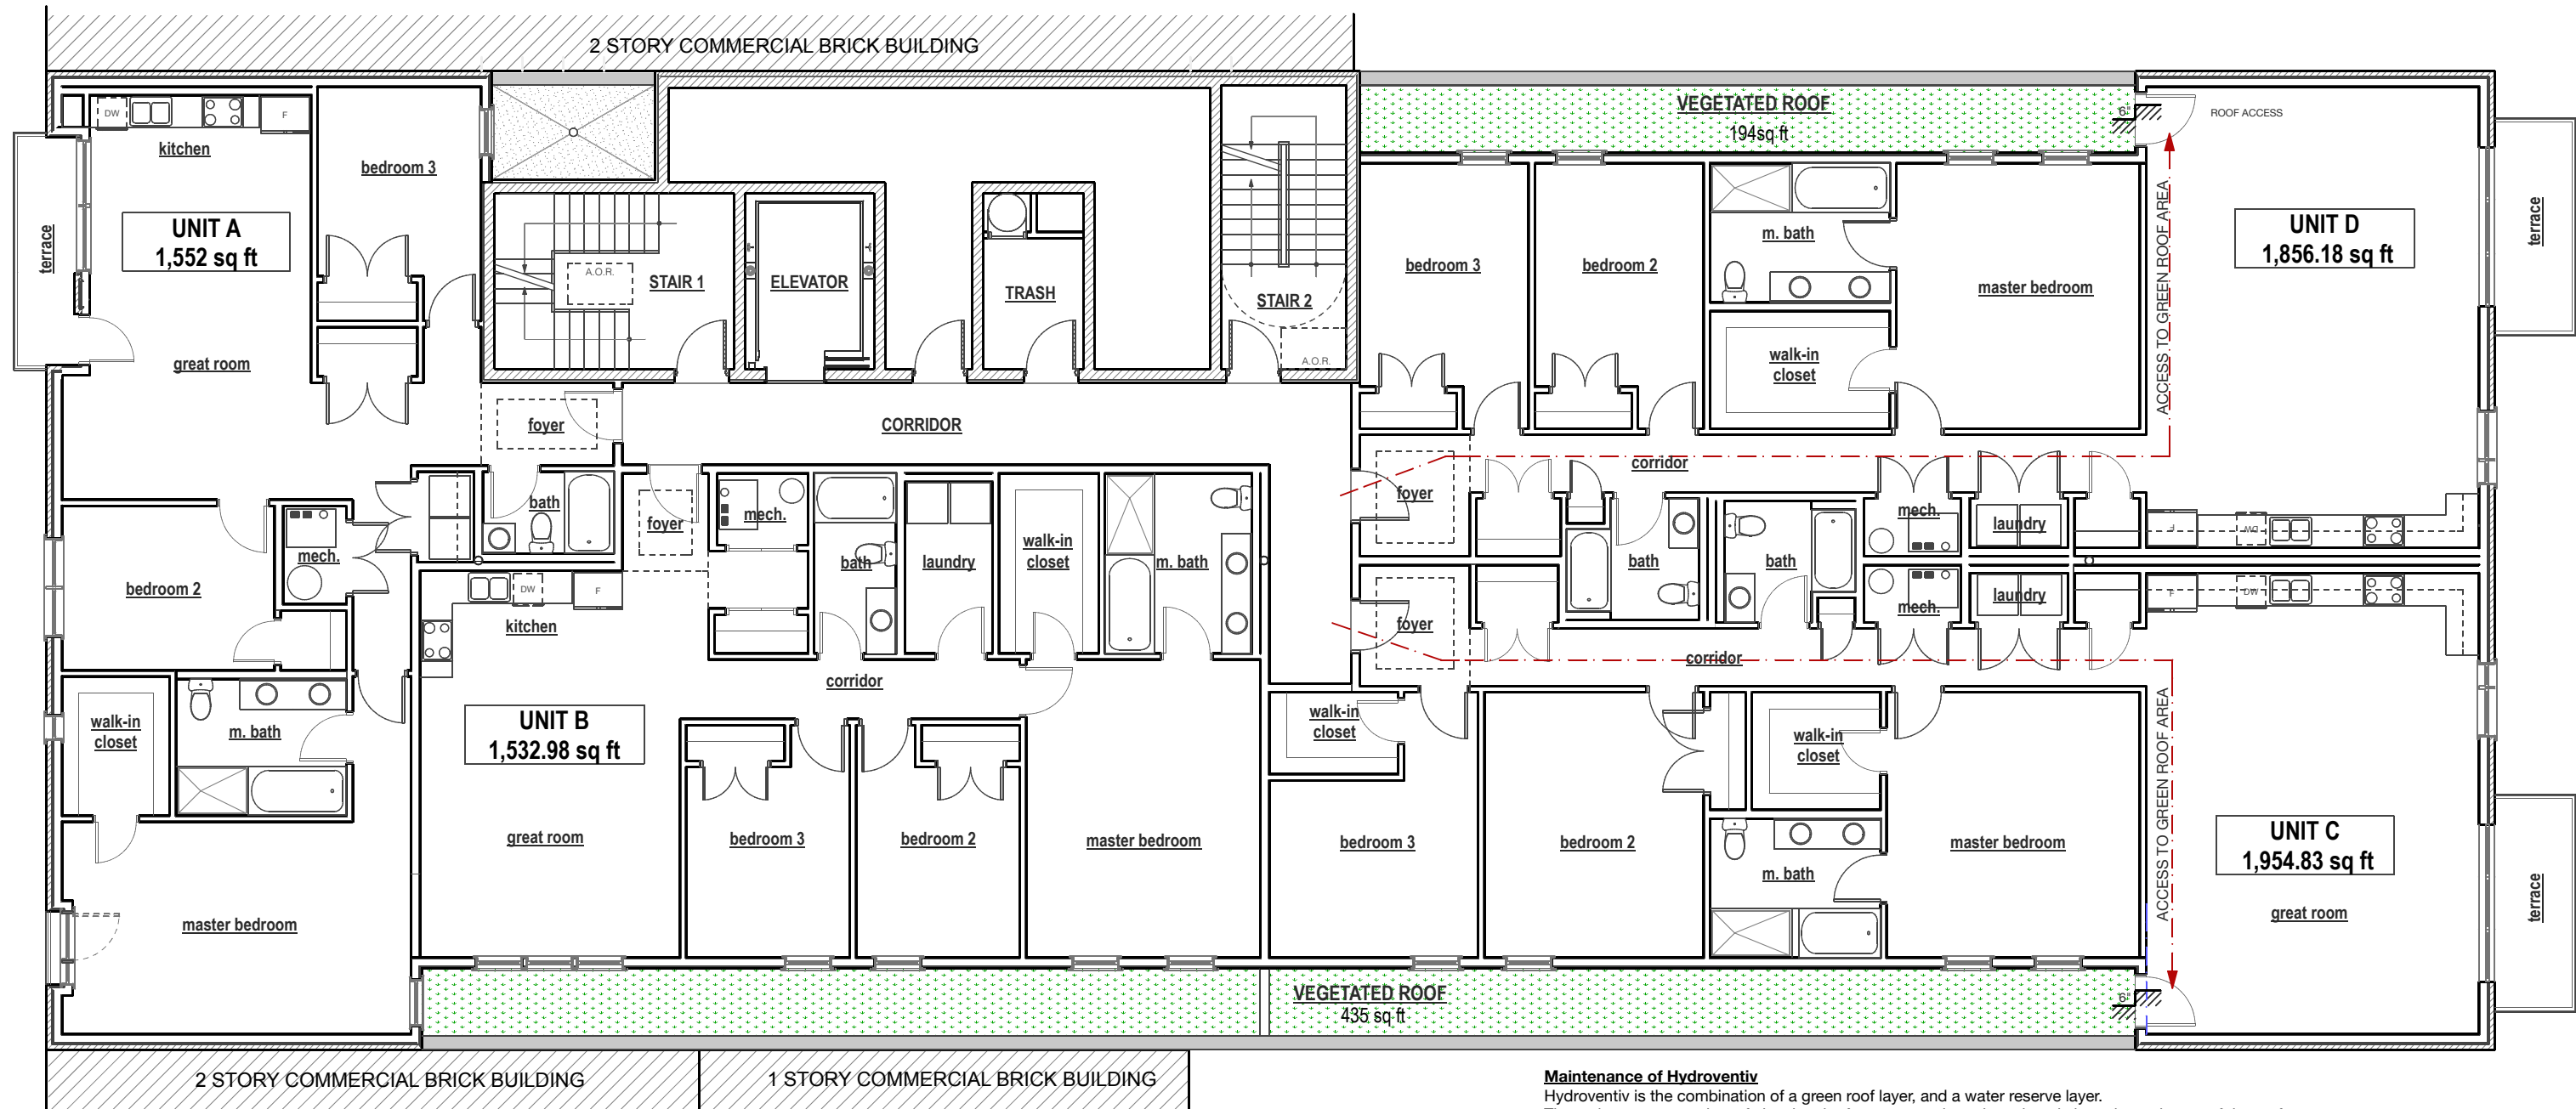 2 STORY COMMERCIAL BRICK BUILDING
VEGETATED ROOF
194sq ft
6"
ROOF ACCESS
DW
F
kitchen
bedroom 3
UNIT A
1,552 sq ft
terrace
great room
A.O.R.
STAIR 1
ELEVATOR
TRASH
STAIR 2
A.O.R.
bedroom 3
bedroom 2
m. bath
walk-in
closet
master bedroom
ACCESS TO GREEN ROOF AREA
UNIT D
1,856.18 sq ft
terrace
foyer
CORRIDOR
corridor
foyer
bath
foyer
mech.
bath
laundry
walk-in
closet
m. bath
bath
bath
mech.
laundry
F
DW
mech.
bedroom 2
DW
F
kitchen
foyer
mech.
laundry
F
DW
corridor
corridor
walk-in
closet
m. bath
UNIT B
1,532.98 sq ft
great room
bedroom 3
bedroom 2
master bedroom
walk-in
closet
bedroom 3
bedroom 2
walk-in
closet
m. bath
master bedroom
ACCESS TO GREEN ROOF AREA
UNIT C
1,954.83 sq ft
great room
terrace
master bedroom
VEGETATED ROOF
435 sq ft
6"
2 STORY COMMERCIAL BRICK BUILDING
1 STORY COMMERCIAL BRICK BUILDING
Maintenance of Hydroventiv
Hydroventiv is the combination of a green roof layer, and a water reserve layer.